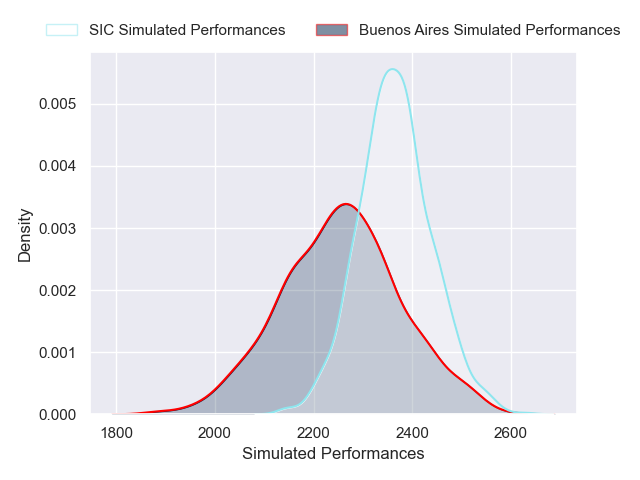 SIC Simulated Performances
Buenos Aires Simulated Performances
0.005
0.004
0.003
0.002
0.001
0.000
Density
1800
2000
2200
2400
2600
Simulated Performances